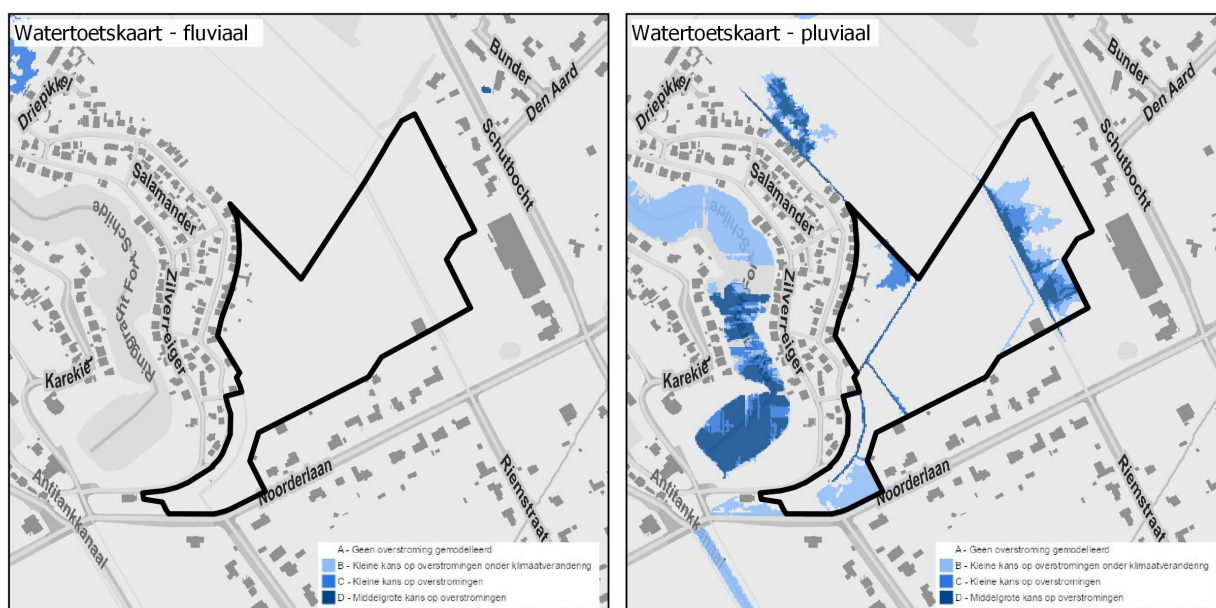 Watertoetskaart - fluviaal
Bunder
Den Aard
Driepikkel
Schutbocht
Salamander
Ringgracht Fort Schilde
Zilverreiger
Karekiet
Noorderlaan
Antitankkanaal
Riemstraat
A - Geen overstroming gemodelleerd
B - Kleine kans op overstromingen onder klimaatverandering
C - Kleine kans op overstromingen
D - Middelgrote kans op overstromingen
Watertoetskaart - pluviaal
Bunder
Den Aard
Driepikkel
Schutbocht
Salamander
Schilde
Zilverreiger
Karekiet
Noorderlaan
Antitankkanaal
Riemstraat
A - Geen overstroming gemodelleerd
B - Kleine kans op overstromingen onder klimaatverandering
C - Kleine kans op overstromingen
D - Middelgrote kans op overstromingen